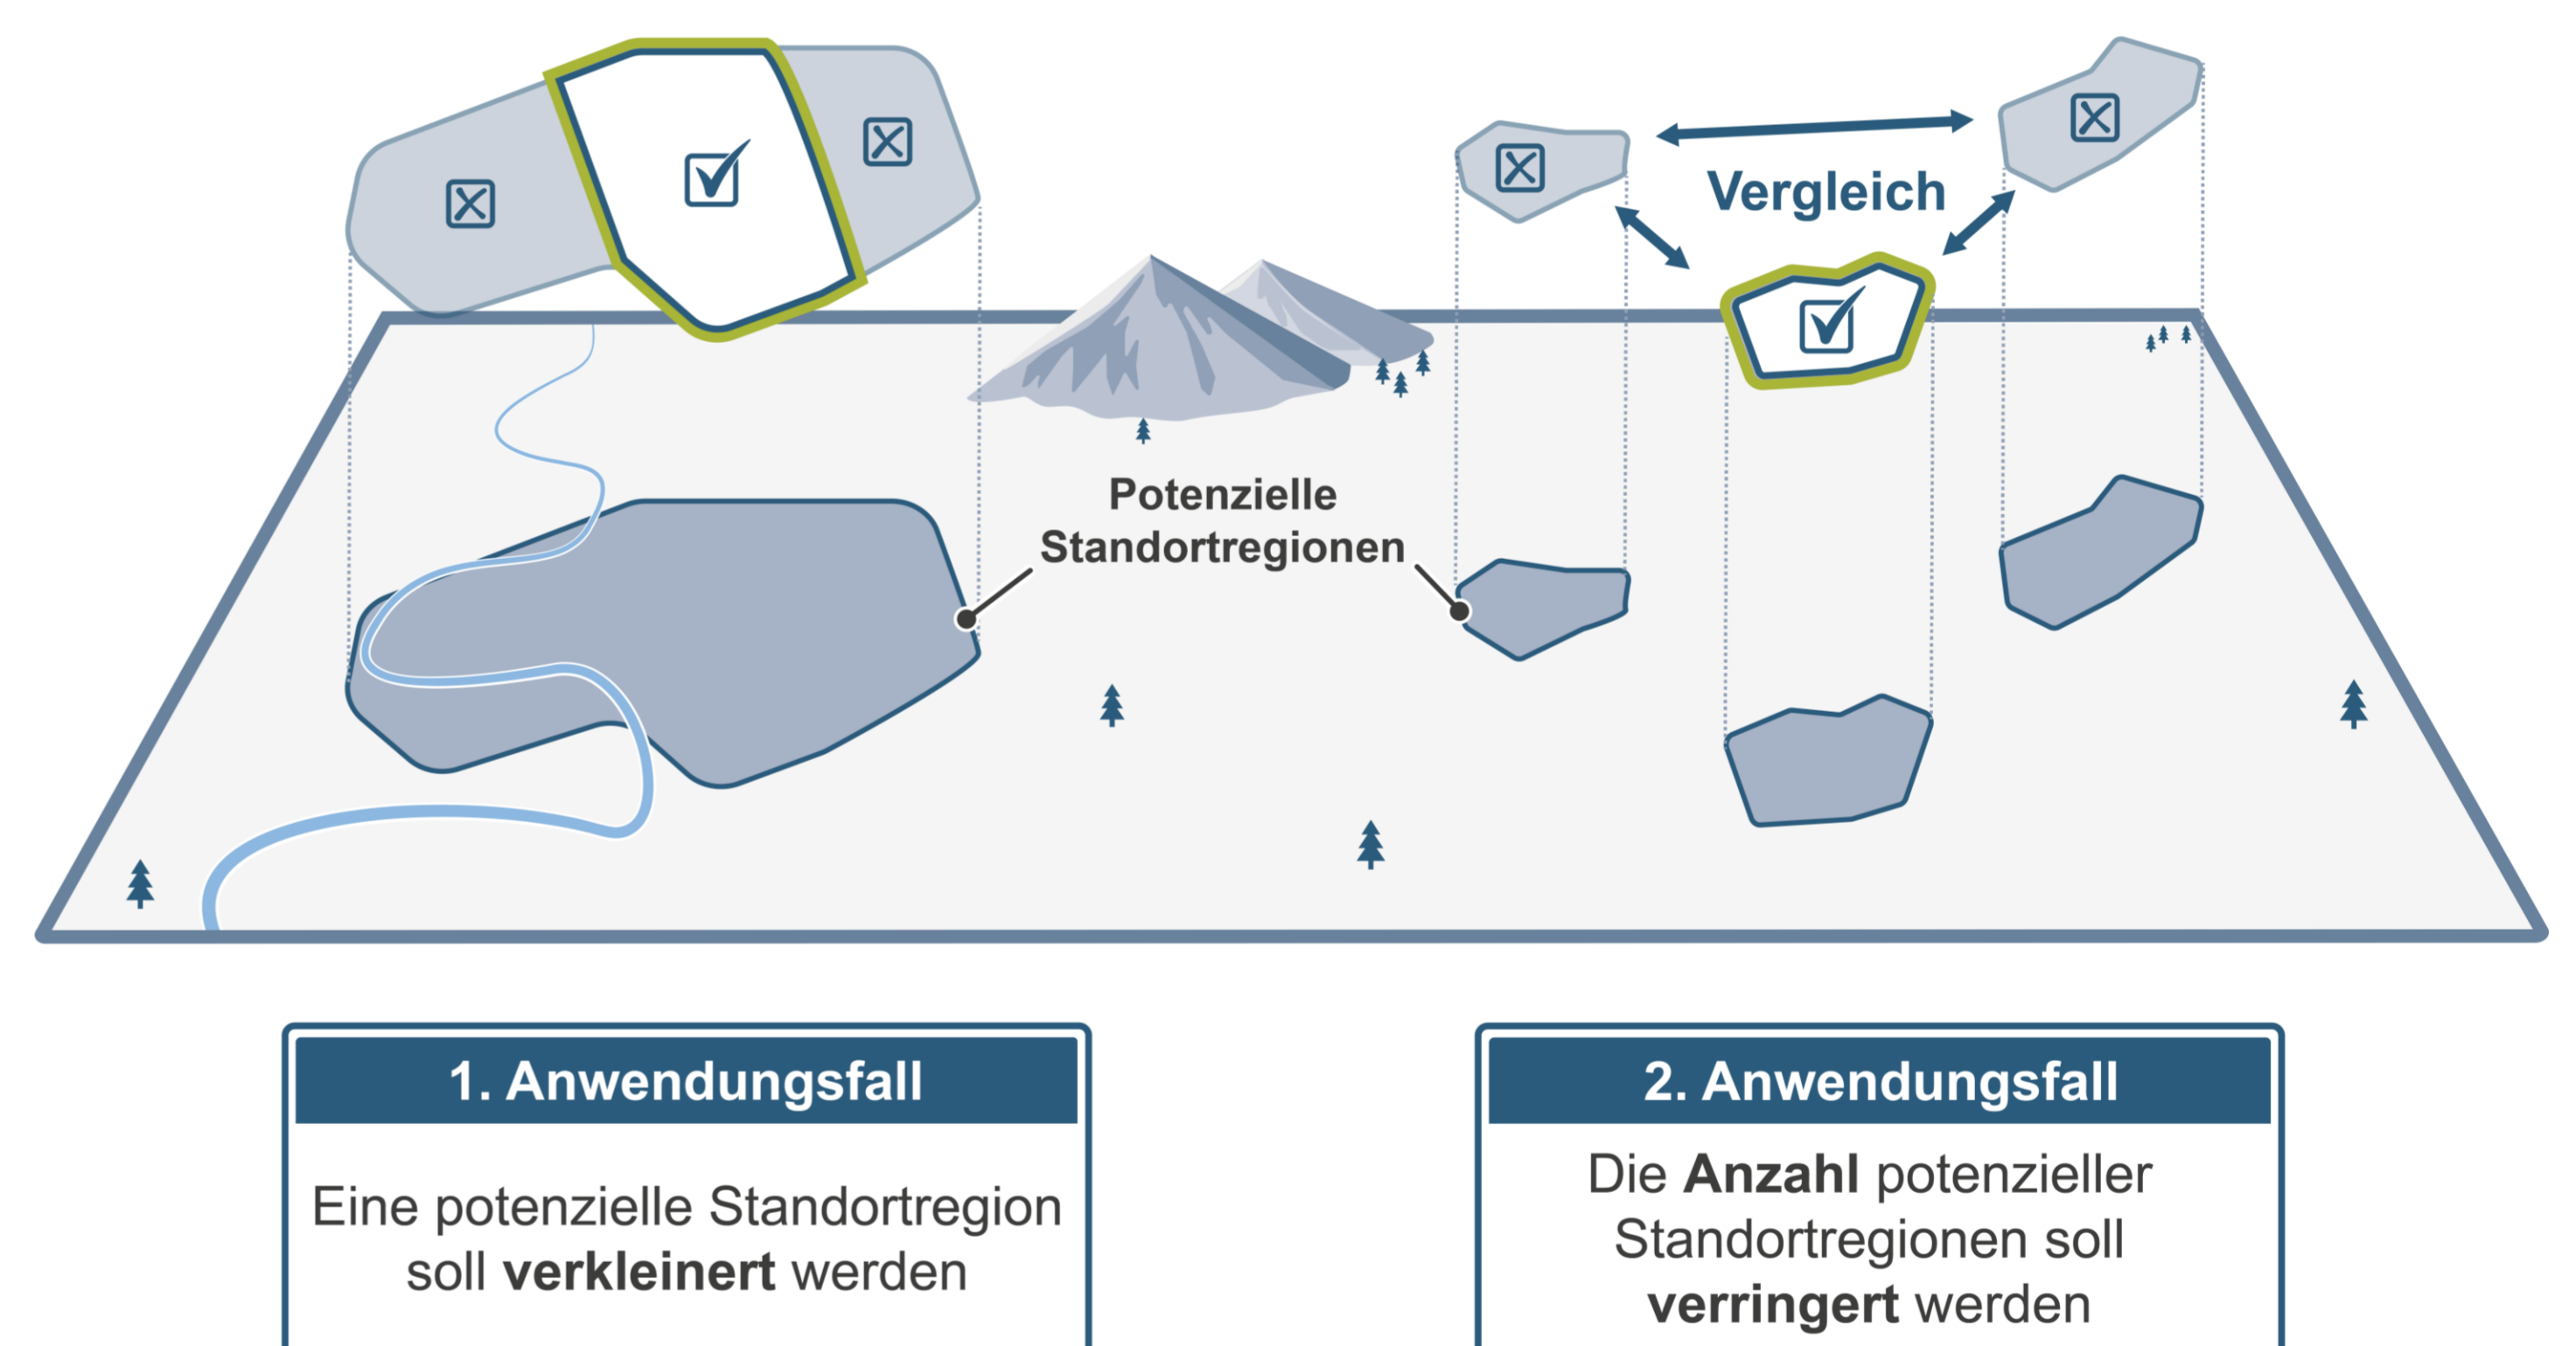 Vergleich
Potenzielle
Standortregionen
1. Anwendungsfall
Eine potenzielle Standortregion
soll verkleinert werden
2. Anwendungsfall
Die Anzahl potenzieller
Standortregionen soll
verringert werden